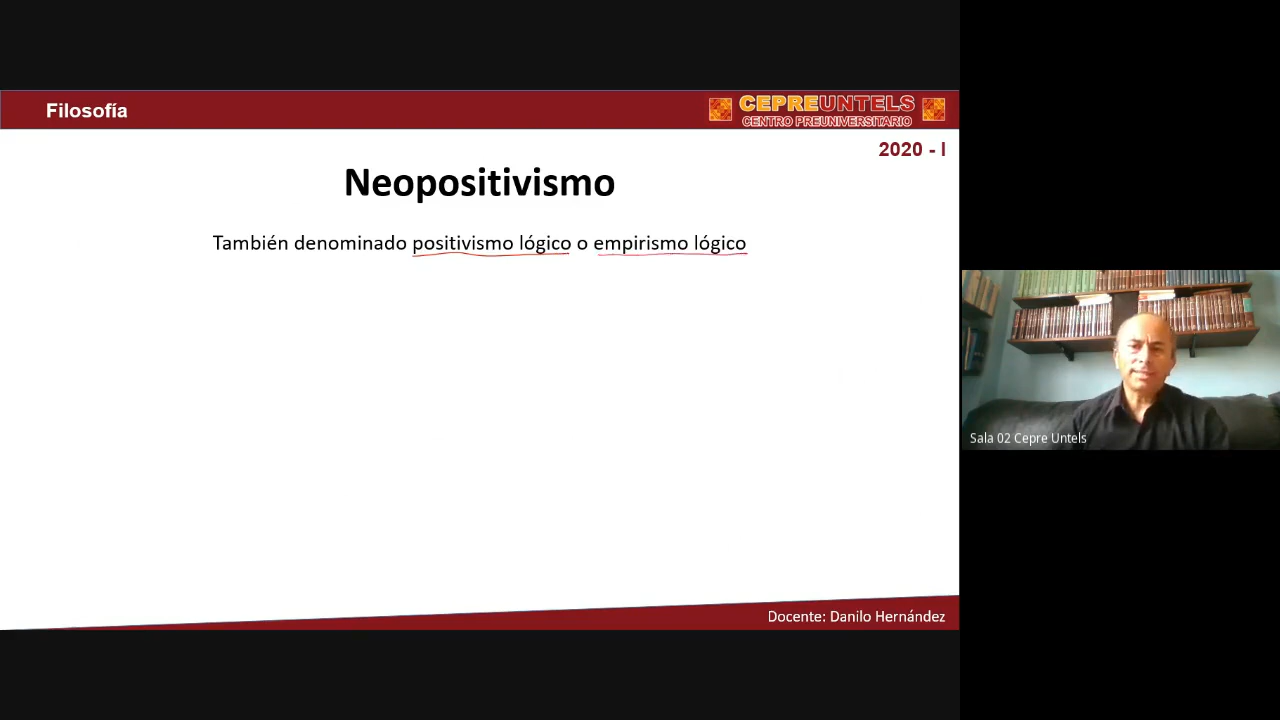 Filosofía
CEPREUNTELS
CENTRO PREUNIVERSITARIO
2020 - I
Neopositivismo
También denominado positivismo lógico o empirismo lógico
Sala 02 Cepre Untels
Docente: Danilo Hernández